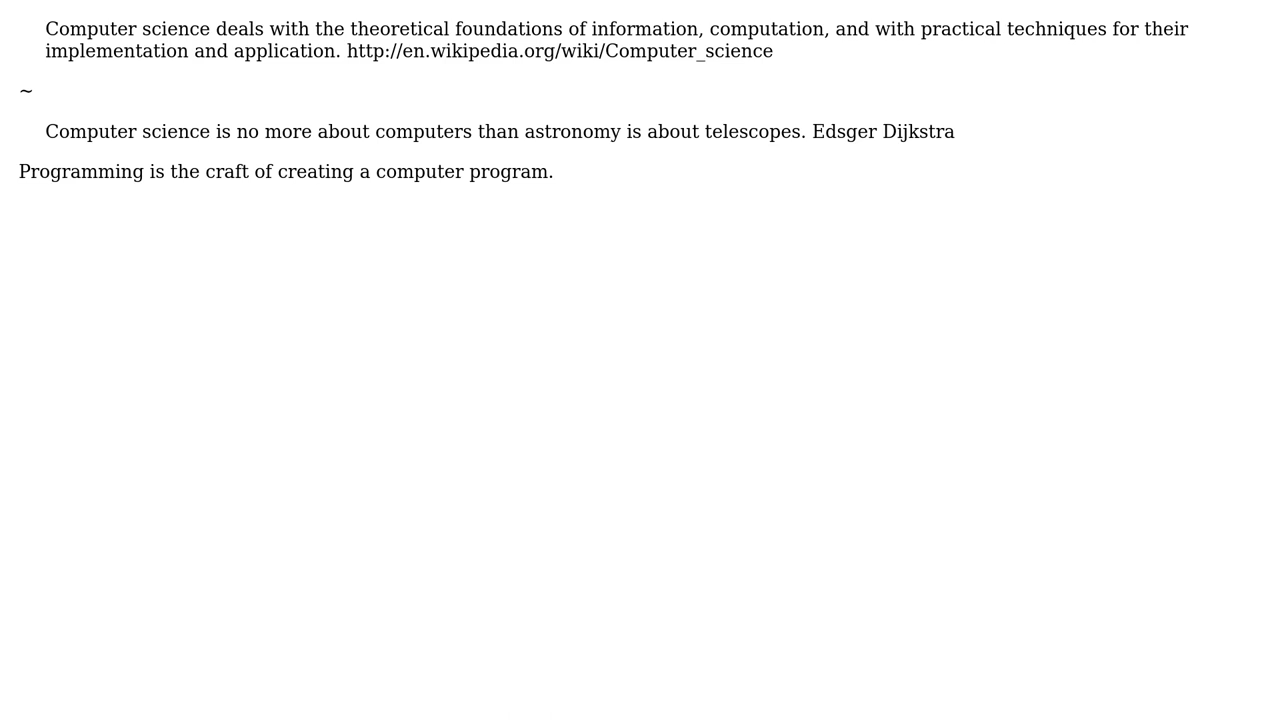 Computer science deals with the theoretical foundations of information, computation, and with practical techniques for their
implementation and application. http://en.wikipedia.org/wiki/Computer_science
~
Computer science is no more about computers than astronomy is about telescopes. Edsger Dijkstra
Programming is the craft of creating a computer program.